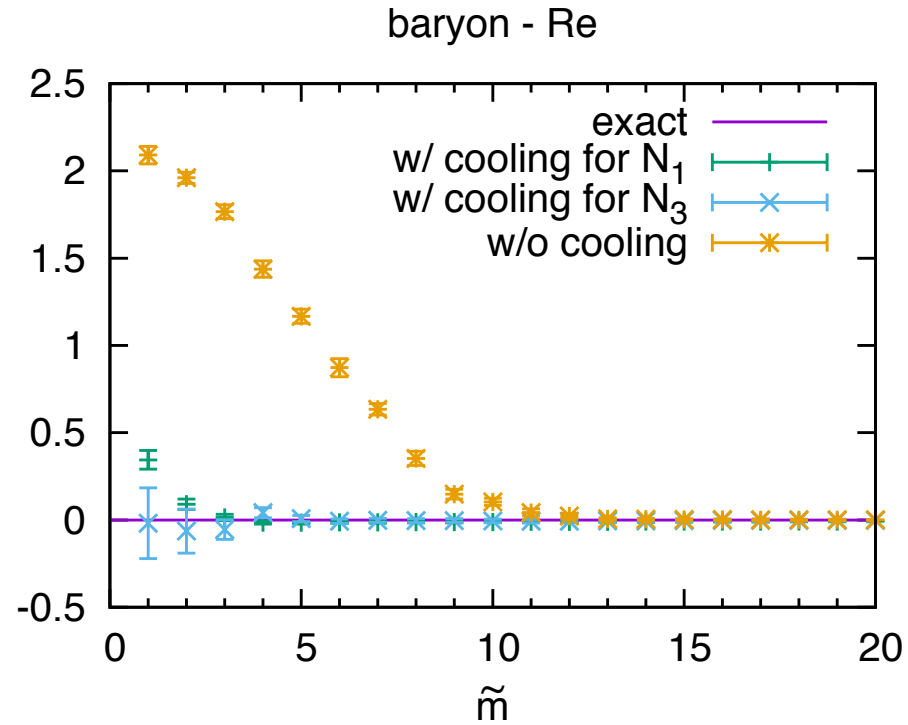 baryon - Re
2.5
2
1.5
1
0.5
0
-0.5
exact
w/ cooling for N₁
w/ cooling for N₃
w/o cooling
0 5 10 15 20
m̃